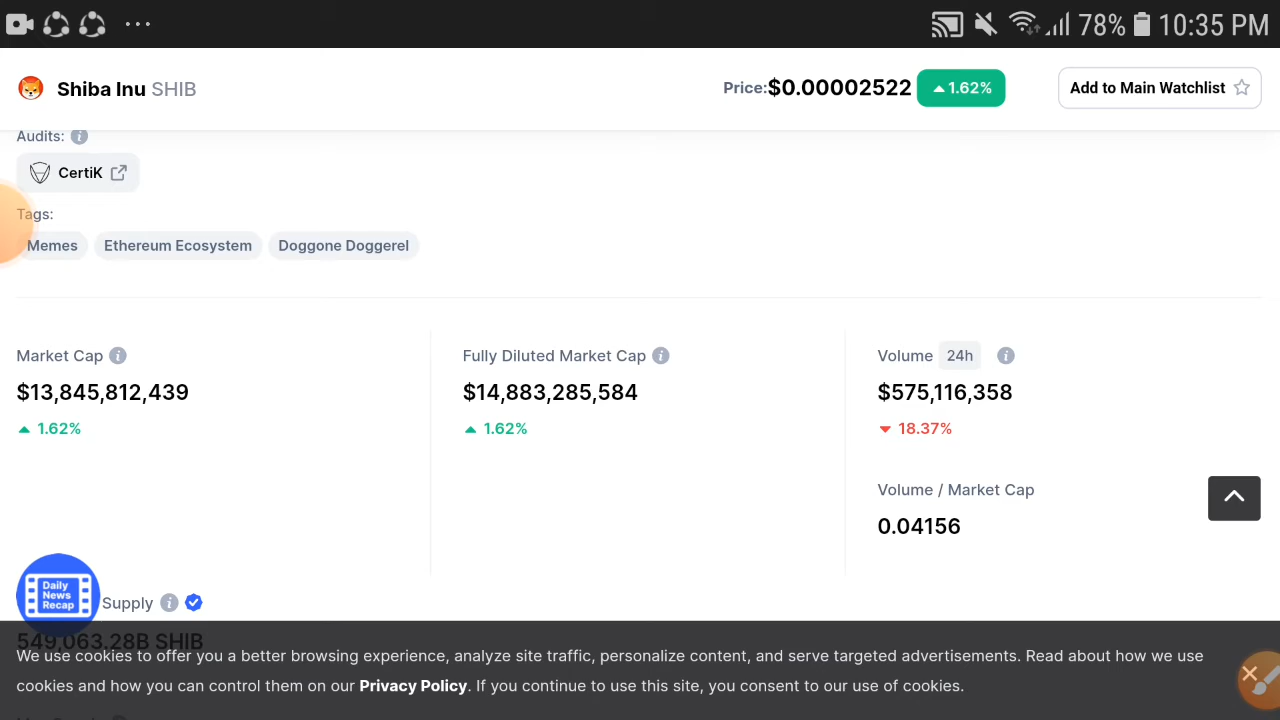 78% 10:35 PM
Shiba Inu SHIB
Price:$0.00002522 1.62% Add to Main Watchlist
Audits:
CertiK
Tags:
Memes Ethereum Ecosystem Doggone Doggerel
Market Cap Fully Diluted Market Cap Volume 24h
$13,845,812,439 $14,883,285,584 $575,116,358
1.62% 1.62% 18.37%
Volume / Market Cap
0.04156
Daily
News
Recap
Supply
549,063.28B SHIB
We use cookies to offer you a better browsing experience, analyze site traffic, personalize content, and serve targeted advertisements. Read about how we use
cookies and how you can control them on our Privacy Policy. If you continue to use this site, you consent to our use of cookies.